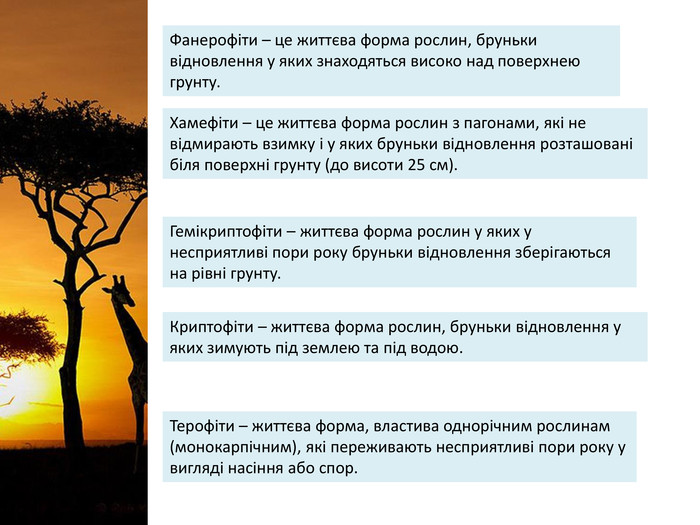 Фанерофіти – це життєва форма рослин, бруньки
відновлення у яких знаходяться високо над поверхнею
грунту.
Хамефіти – це життєва форма рослин з пагонами, які не
відмирають взимку і у яких бруньки відновлення розташовані
біля поверхні грунту (до висоти 25 см).
Гемікриптофіти – життєва форма рослин у яких у
несприятливі пори року бруньки відновлення зберігаються
на рівні грунту.
Криптофіти – життєва форма рослин, бруньки відновлення у
яких зимують під землею та під водою.
Терофіти – життєва форма, властива однорічним рослинам
(монокарпічним), які переживають несприятливі пори року у
вигляді насіння або спор.